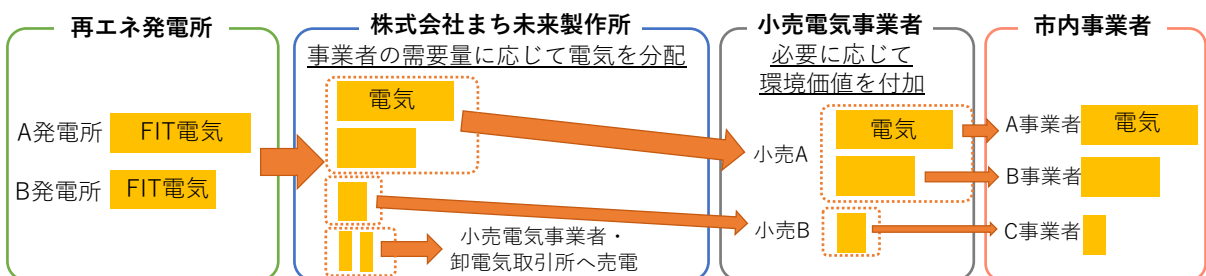 再エネ発電所
A発電所
FIT電気
B発電所
FIT電気
株式会社まち未来製作所
事業者の需要量に応じて電気を分配
電気
小売電気事業者・
卸電気取引所へ売電
小売電気事業者
必要に応じて
環境価値を付加
小売A
電気
小売B
市内事業者
A事業者
電気
B事業者
C事業者